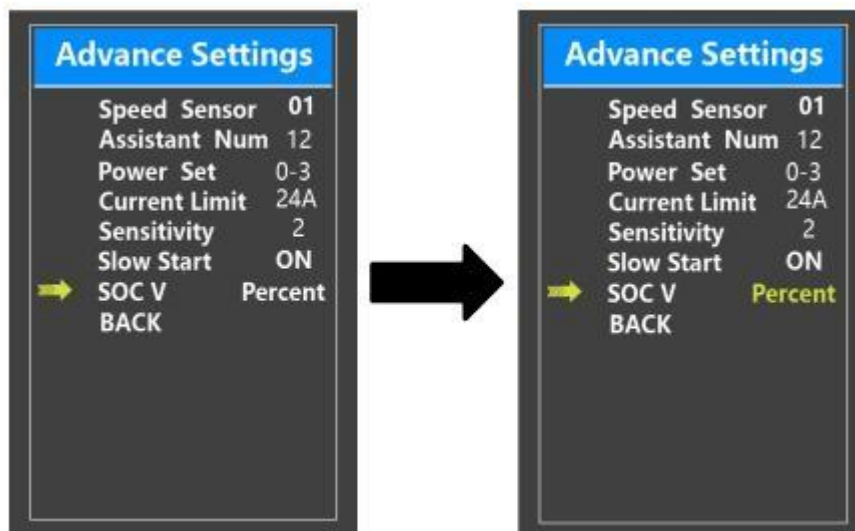 Advance Settings
Speed Sensor 01
Assistant Num 12
Power Set 0-3
Current Limit 24A
Sensitivity 2
Slow Start ON
SOC V Percent
BACK
Advance Settings
Speed Sensor 01
Assistant Num 12
Power Set 0-3
Current Limit 24A
Sensitivity 2
Slow Start ON
SOC V Percent
BACK